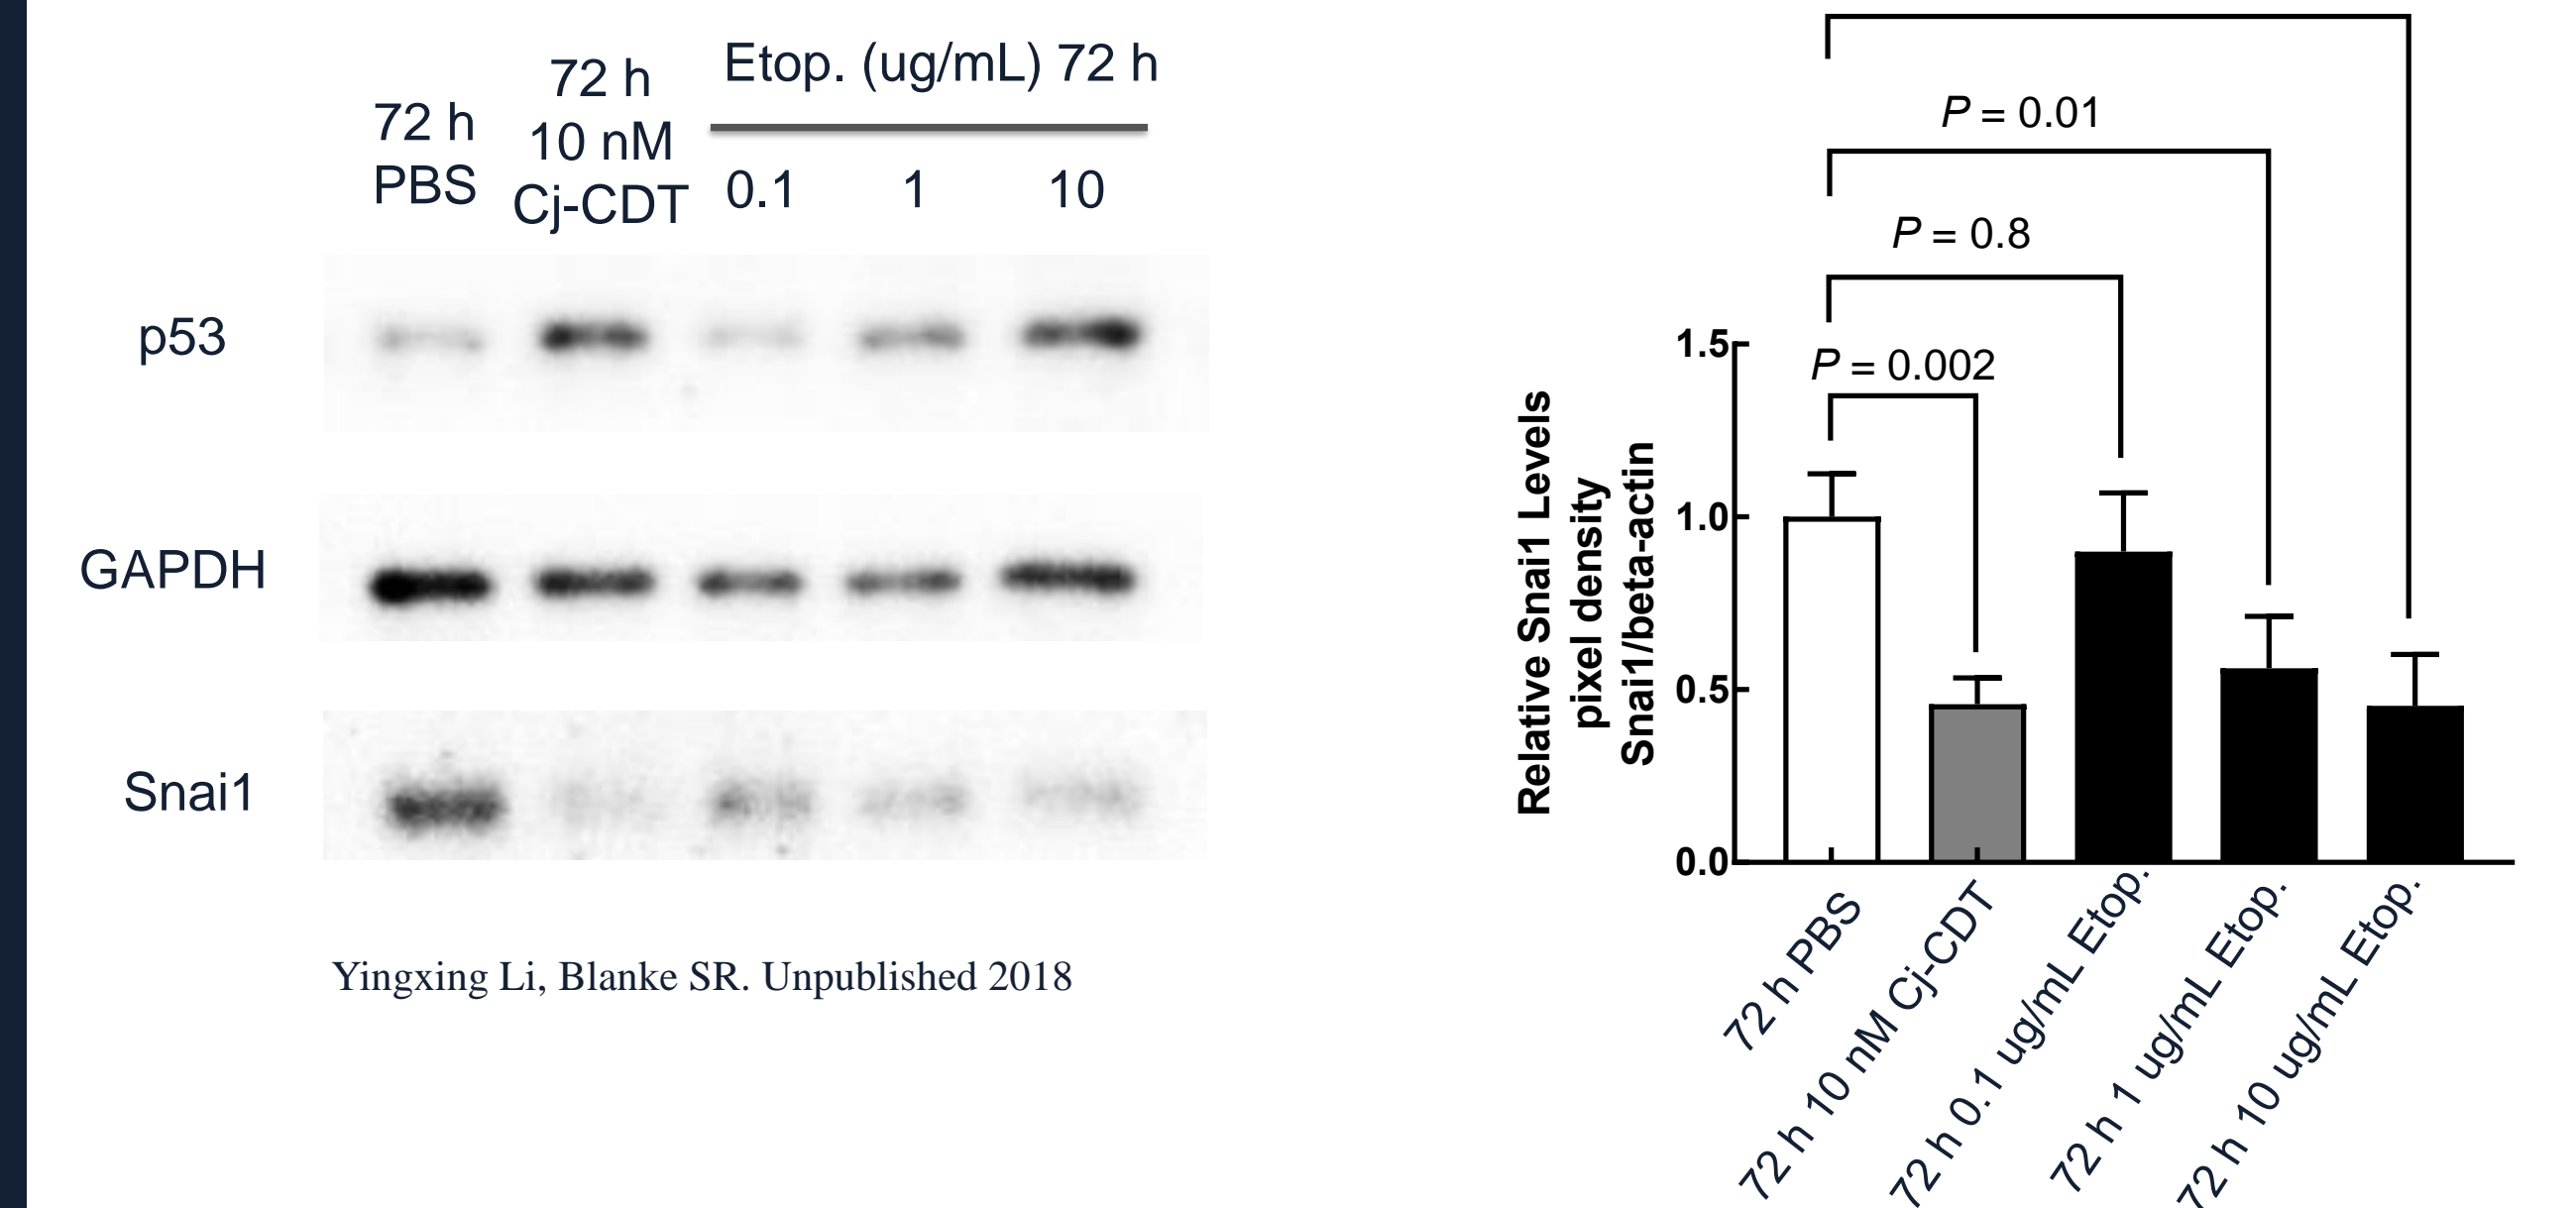 72 h
PBS
72 h
10 nM
Cj-CDT
Etop. (ug/mL) 72 h
0.1 1 10
p53
GAPDH
Snai1
Yingxing Li, Blanke SR. Unpublished 2018
P = 0.01
P = 0.8
P = 0.002
Relative Snai1 Levels
pixel density
Snai1/beta-actin
1.5
1.0
0.5
0.0
72 h PBS
72 h 10 nM Cj-CDT
72 h 0.1 ug/mL Etop.
72 h 1 ug/mL Etop.
72 h 10 ug/mL Etop.